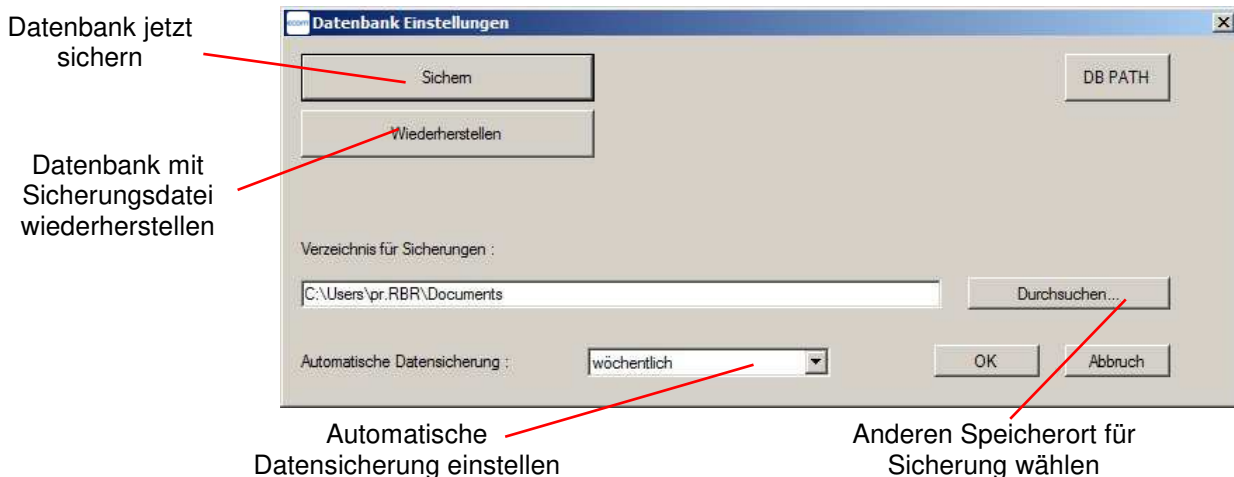 Datenbank jetzt
sichern
ecom Datenbank Einstellungen
Sichern
DB PATH
Wiederherstellen
Datenbank mit
Sicherungsdatei
wiederherstellen
Verzeichnis für Sicherungen :
C:\Users\pr.RBR\Documents
Durchsuchen...
Automatische Datensicherung :
wöchentlich
OK
Abbruch
Automatische
Datensicherung einstellen
Anderen Speicherort für
Sicherung wählen